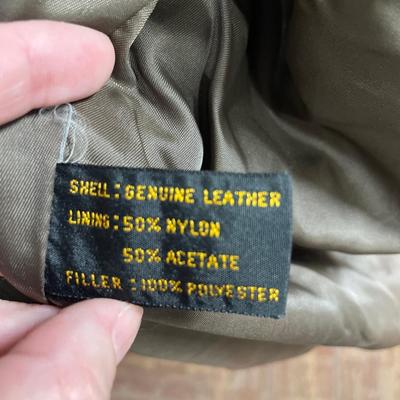 SHELL: GENUINE LEATHER
LINING: 50% NYLON
50% ACETATE
FILLER: 100% POLYESTER